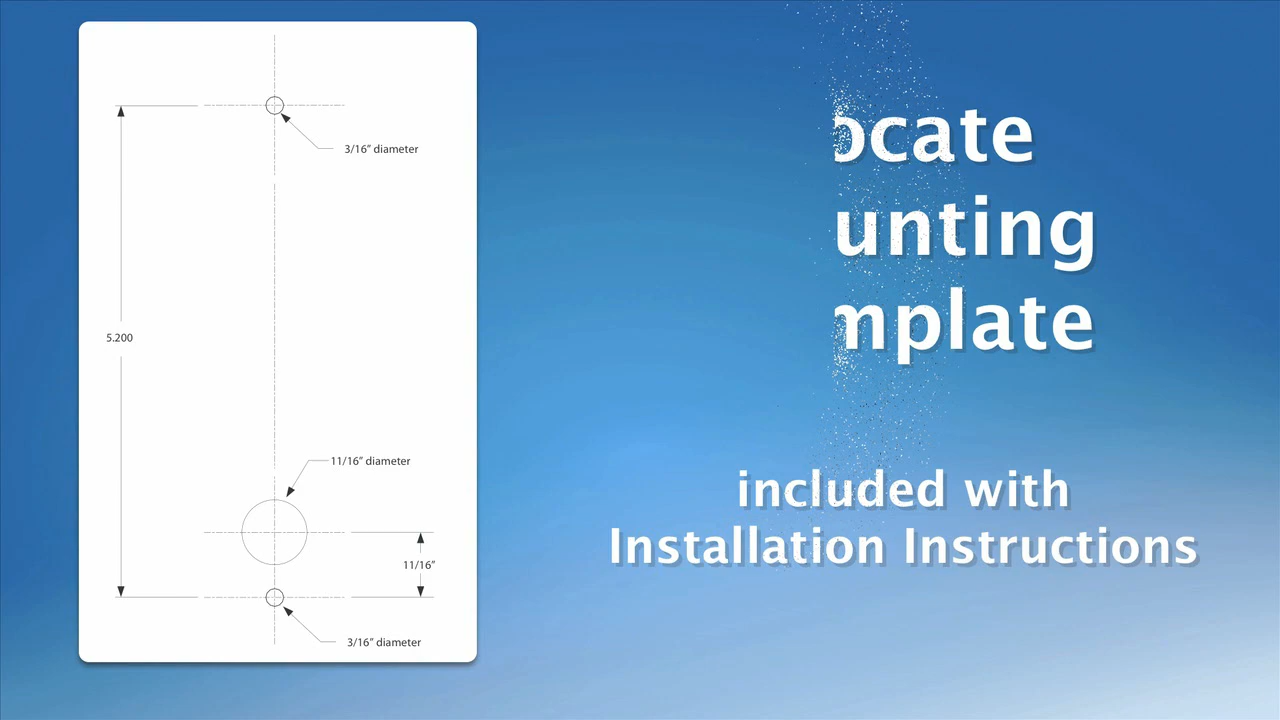 3/16” diameter
5.200
11/16” diameter
11/16”
3/16” diameter
ocate
unting
mplate
included with
Installation Instructions